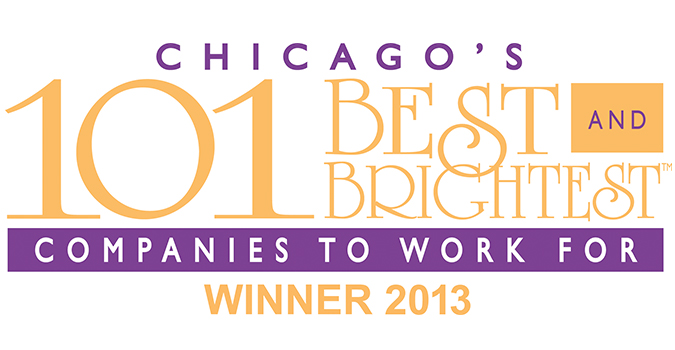 CHICAGO'S
101 BEST AND
BRIGHTEST™
COMPANIES TO WORK FOR
WINNER 2013